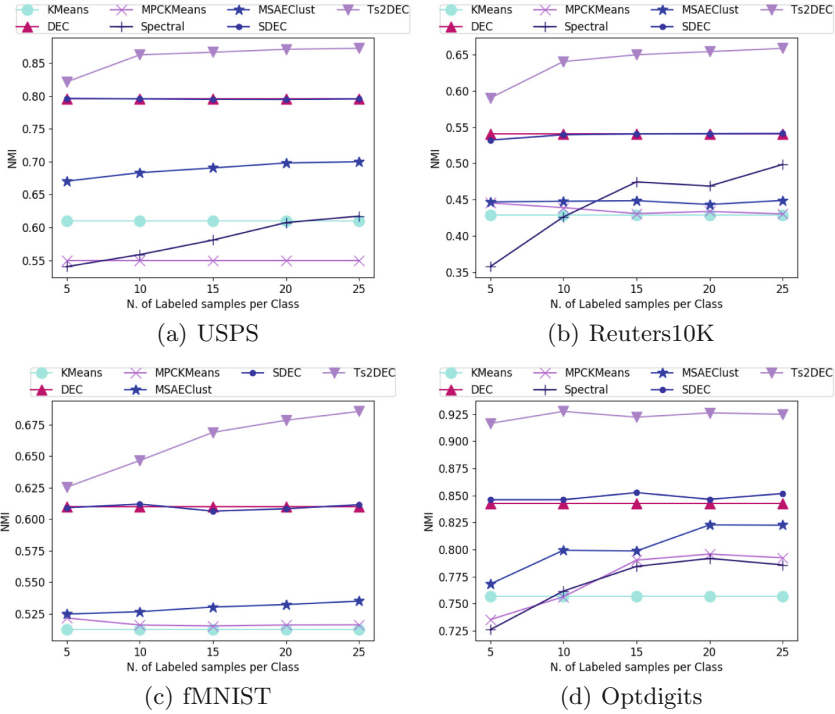 KMeans MPCKMeans MSAEClust Ts2DEC
DEC Spectral SDEC
KMeans MPCKMeans MSAEClust Ts2DEC
DEC Spectral SDEC
0.85
0.80
0.75
0.70
0.65
0.60
0.55
NMI
5 10 15 20 25
N. of Labeled samples per Class
(a) USPS
0.65
0.60
0.55
0.50
0.45
0.40
0.35
NMI
5 10 15 20 25
N. of Labeled samples per Class
(b) Reuters10K
KMeans MPCKMeans SDEC Ts2DEC
DEC MSAEClust
KMeans MPCKMeans MSAEClust Ts2DEC
DEC Spectral SDEC
0.675
0.650
0.625
0.600
0.575
0.550
0.525
NMI
5 10 15 20 25
N. of Labeled samples per Class
(c) fMNIST
0.925
0.900
0.875
0.850
0.825
0.800
0.775
0.750
0.725
NMI
5 10 15 20 25
N. of Labeled samples per Class
(d) Optdigits